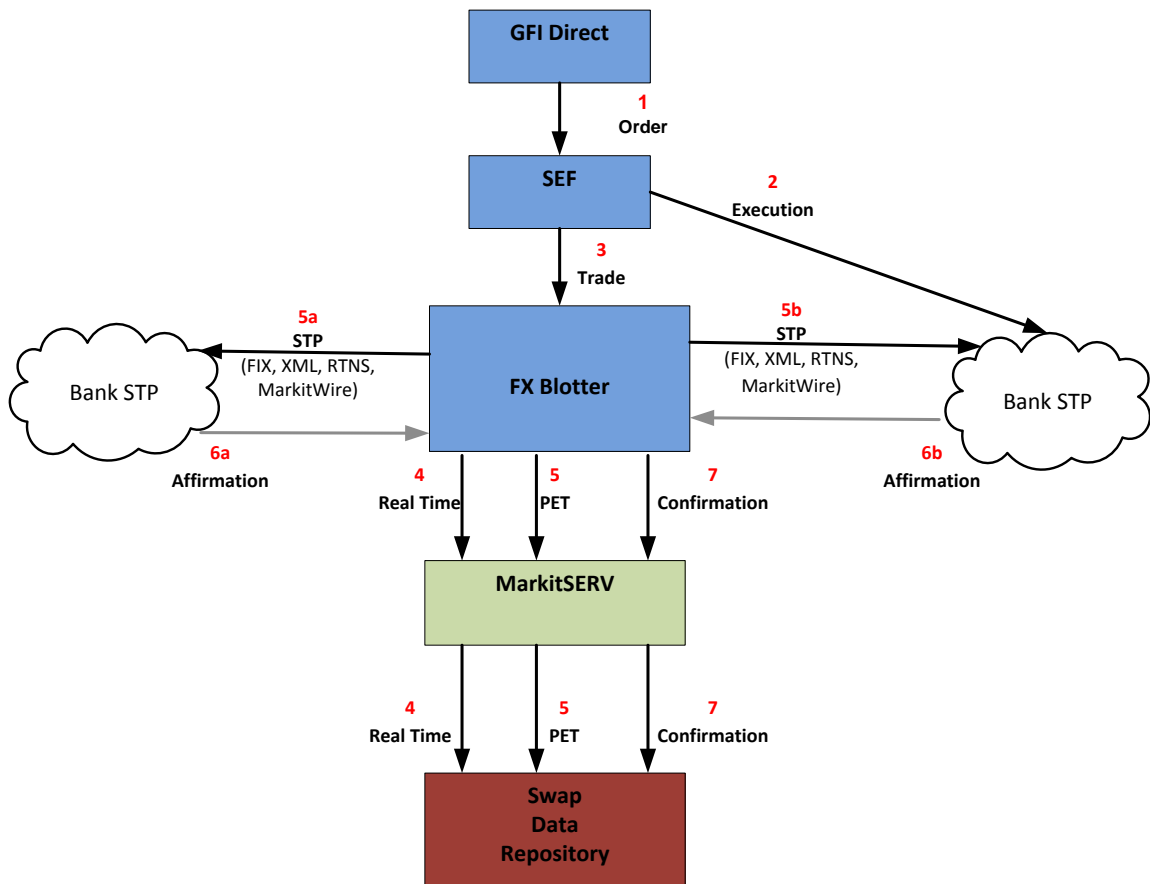 GFI Direct
1
Order
SEF
2
Execution
3
Trade
5a
STP
(FIX, XML, RTNS,
MarkitWire)
5b
STP
(FIX, XML, RTNS,
MarkitWire)
Bank STP
FX Blotter
Bank STP
6a
Affirmation
6b
Affirmation
4
Real Time
5
PET
7
Confirmation
MarkitSERV
4
Real Time
5
PET
7
Confirmation
Swap
Data
Repository